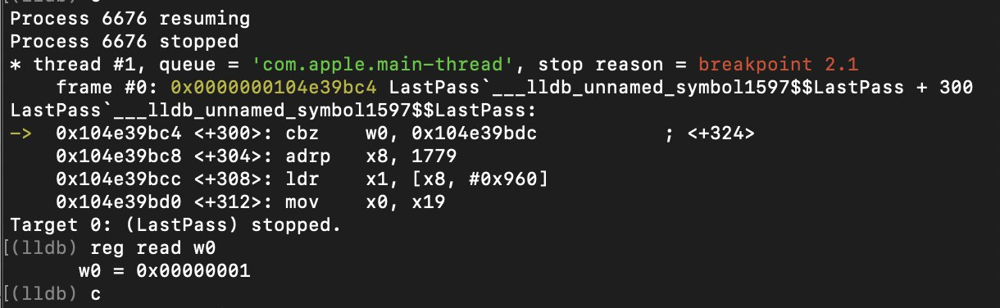 Process 6676 resuming
Process 6676 stopped
* thread #1, queue = 'com.apple.main-thread', stop reason = breakpoint 2.1
    frame #0: 0x0000000104e39bc4 LastPass`___lldb_unnamed_symbol1597$$LastPass + 300
LastPass`___lldb_unnamed_symbol1597$$LastPass:
->  0x104e39bc4 <+300>: cbz    w0, 0x104e39bdc               ; <+324>
    0x104e39bc8 <+304>: adrp   x8, 1779
    0x104e39bcc <+308>: ldr    x1, [x8, #0x960]
    0x104e39bd0 <+312>: mov    x0, x19
Target 0: (LastPass) stopped.
[(lldb) reg read w0
      w0 = 0x00000001
[(lldb) c